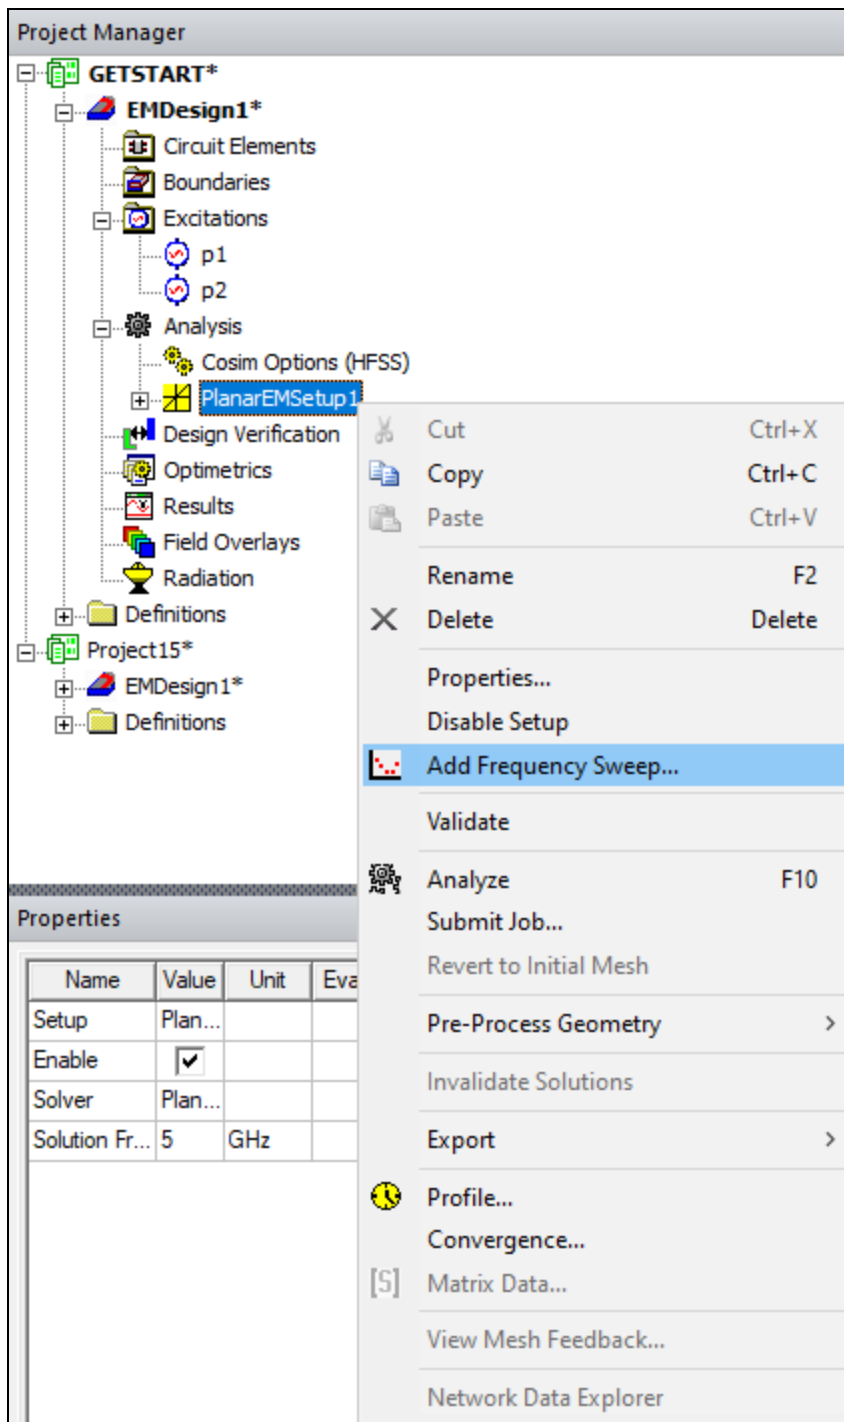 Project Manager
GETSTART*
EMDesign1*
Circuit Elements
Boundaries
Excitations
p1
p2
Analysis
Cosim Options (HFSS)
PlanarEMSetup1
Design Verification
Optimetrics
Results
Field Overlays
Radiation
Definitions
Project15*
EMDesign1*
Definitions
Cut Ctrl+X
Copy Ctrl+C
Paste Ctrl+V
Rename F2
Delete Delete
Properties...
Disable Setup
Add Frequency Sweep...
Validate
Analyze F10
Submit Job...
Revert to Initial Mesh
Pre-Process Geometry >
Invalidate Solutions
Export >
Profile...
Convergence...
[S] Matrix Data...
View Mesh Feedback...
Network Data Explorer
Properties
Name Value Unit Eva
Setup Plan...
Enable
Solver Plan...
Solution Fr... 5 GHz